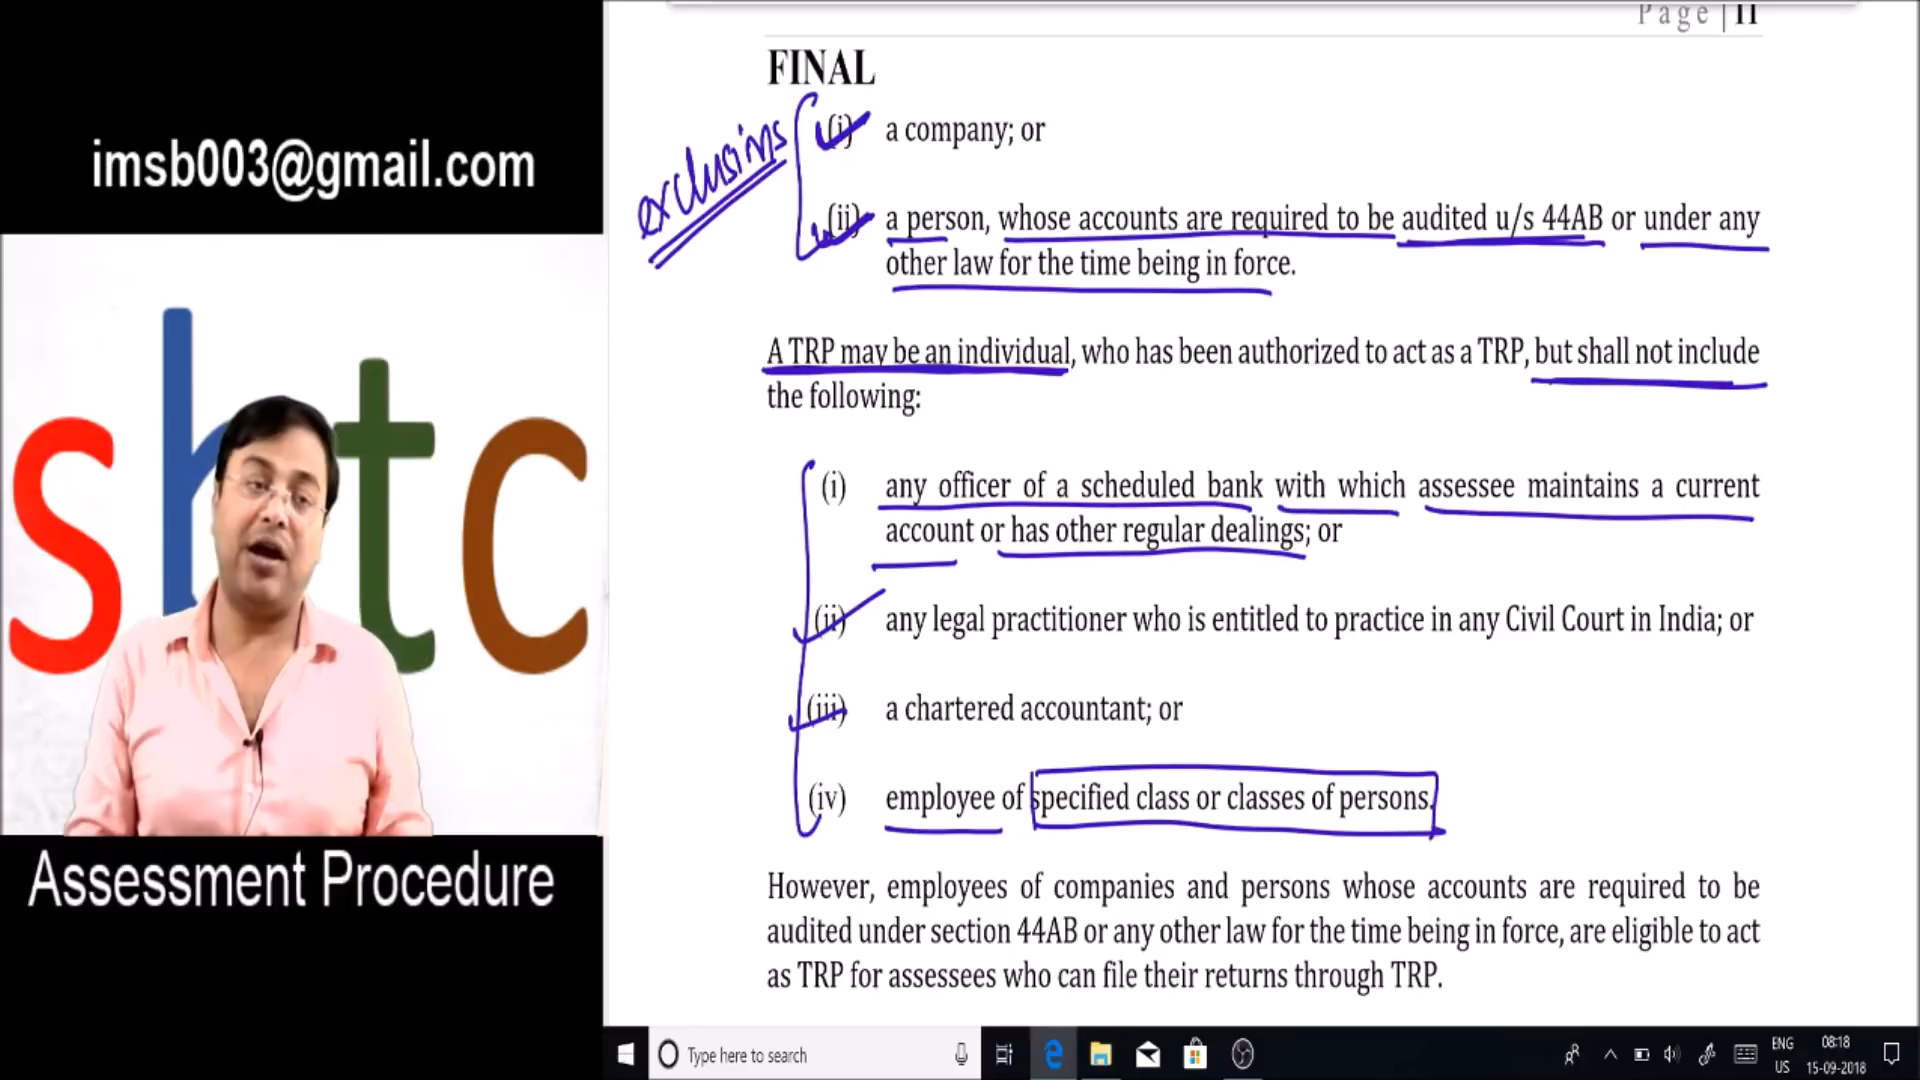 Page | 11
FINAL
exclusins
(i) a company; or
(ii) a person, whose accounts are required to be audited u/s 44AB or under any
other law for the time being in force.
A TRP may be an individual, who has been authorized to act as a TRP, but shall not include
the following:
(i) any officer of a scheduled bank with which assessee maintains a current
account or has other regular dealings; or
(ii) any legal practitioner who is entitled to practice in any Civil Court in India; or
(iii) a chartered accountant; or
(iv) employee of specified class or classes of persons.
However, employees of companies and persons whose accounts are required to be
audited under section 44AB or any other law for the time being in force, are eligible to act
as TRP for assessees who can file their returns through TRP.
imsb003@gmail.com
shtc
Assessment Procedure
Type here to search
ENG
US
08:18
15-09-2018